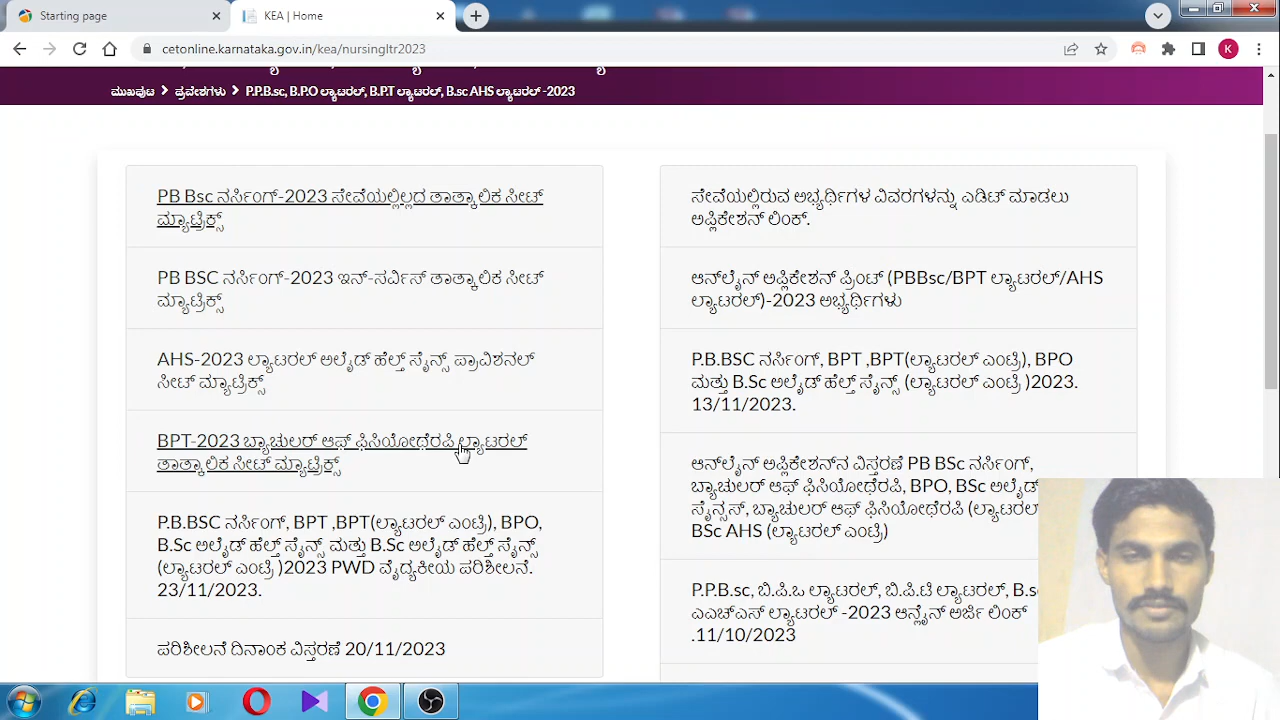 Starting page
KEA | Home
cetonline.karnataka.gov.in/kea/nursingltr2023
K
ಮುಖಪುಟ > ಪ್ರವೇಶಗಳು > P.P.B.sc, B.P.O ಲ್ಯಾಟರಲ್, B.P.T ಲ್ಯಾಟರಲ್, B.sc AHS ಲ್ಯಾಟರಲ್ -2023
PB Bsc ನರ್ಸಿಂಗ್-2023 ಸೇವೆಯಲ್ಲಿಲ್ಲದ ತಾತ್ಕಾಲಿಕ ಸೀಟ್
ಮ್ಯಾಟ್ರಿಕ್ಸ್
PB BSC ನರ್ಸಿಂಗ್-2023 ಇನ್-ಸರ್ವಿಸ್ ತಾತ್ಕಾಲಿಕ ಸೀಟ್
ಮ್ಯಾಟ್ರಿಕ್ಸ್
AHS-2023 ಲ್ಯಾಟರಲ್ ಅಲೈಡ್ ಹೆಲ್ತ್ ಸೈನ್ಸ್ ಪ್ರಾವಿಶನಲ್
ಸೀಟ್ ಮ್ಯಾಟ್ರಿಕ್ಸ್
BPT-2023 ಬ್ಯಾಚುಲರ್ ಆಫ್ ಫಿಸಿಯೋಥೆರಪಿ ಲ್ಯಾಟರಲ್
ತಾತ್ಕಾಲಿಕ ಸೀಟ್ ಮ್ಯಾಟ್ರಿಕ್ಸ್
P.B.BSC ನರ್ಸಿಂಗ್, BPT ,BPT(ಲ್ಯಾಟರಲ್ ಎಂಟ್ರಿ), BPO,
B.Sc ಅಲೈಡ್ ಹೆಲ್ತ್ ಸೈನ್ಸ್ ಮತ್ತು B.Sc ಅಲೈಡ್ ಹೆಲ್ತ್ ಸೈನ್ಸ್
(ಲ್ಯಾಟರಲ್ ಎಂಟ್ರಿ )2023 PWD ವೈದ್ಯಕೀಯ ಪರಿಶೀಲನೆ.
23/11/2023.
ಪರಿಶೀಲನೆ ದಿನಾಂಕ ವಿಸ್ತರಣೆ 20/11/2023
ಸೇವೆಯಲ್ಲಿರುವ ಅಭ್ಯರ್ಥಿಗಳ ವಿವರಗಳನ್ನು ಎಡಿಟ್ ಮಾಡಲು
ಅಪ್ಲಿಕೇಶನ್ ಲಿಂಕ್.
ಆನ್‌ಲೈನ್ ಅಪ್ಲಿಕೇಶನ್ ಪ್ರಿಂಟ್ (PBBsc/BPT ಲ್ಯಾಟರಲ್/AHS
ಲ್ಯಾಟರಲ್)-2023 ಅಭ್ಯರ್ಥಿಗಳು
P.B.BSC ನರ್ಸಿಂಗ್, BPT ,BPT(ಲ್ಯಾಟರಲ್ ಎಂಟ್ರಿ), BPO
ಮತ್ತು B.Sc ಅಲೈಡ್ ಹೆಲ್ತ್ ಸೈನ್ಸ್ (ಲ್ಯಾಟರಲ್ ಎಂಟ್ರಿ )2023.
13/11/2023.
ಆನ್‌ಲೈನ್ ಅಪ್ಲಿಕೇಶನ್‌ನ ವಿಸ್ತರಣೆ PB BSc ನರ್ಸಿಂಗ್,
ಬ್ಯಾಚುಲರ್ ಆಫ್ ಫಿಸಿಯೋಥೆರಪಿ, BPO, BSc ಅಲೈಡ್
ಸೈನ್ಸಸ್, ಬ್ಯಾಚುಲರ್ ಆಫ್ ಫಿಸಿಯೋಥೆರಪಿ (ಲ್ಯಾಟರಲ್
BSc AHS (ಲ್ಯಾಟರಲ್ ಎಂಟ್ರಿ)
P.P.B.sc, ಬಿ.ಪಿ.ಒ ಲ್ಯಾಟರಲ್, ಬಿ.ಪಿ.ಟಿ ಲ್ಯಾಟರಲ್, B.s
ಎಎಚ್ಎಸ್ ಲ್ಯಾಟರಲ್ -2023 ಆನ್ಲೈನ್ ಅರ್ಜಿ ಲಿಂಕ್
.11/10/2023